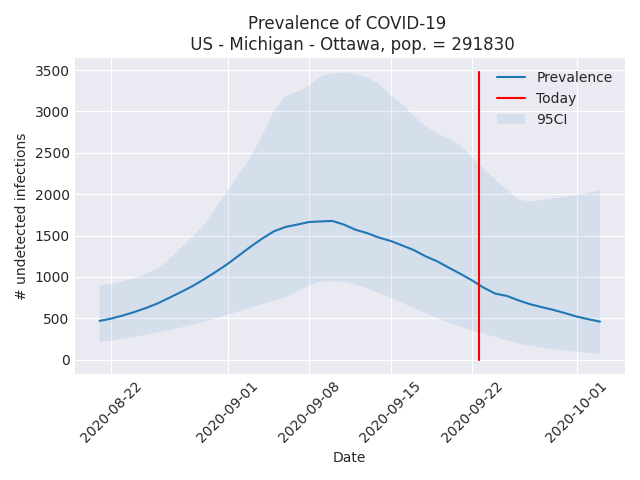 Prevalence of COVID-19
US - Michigan - Ottawa, pop. = 291830
# undetected infections
3500
3000
2500
2000
1500
1000
500
0
Prevalence
Today
95CI
2020-08-22
2020-09-01
2020-09-08
2020-09-15
2020-09-22
2020-10-01
Date